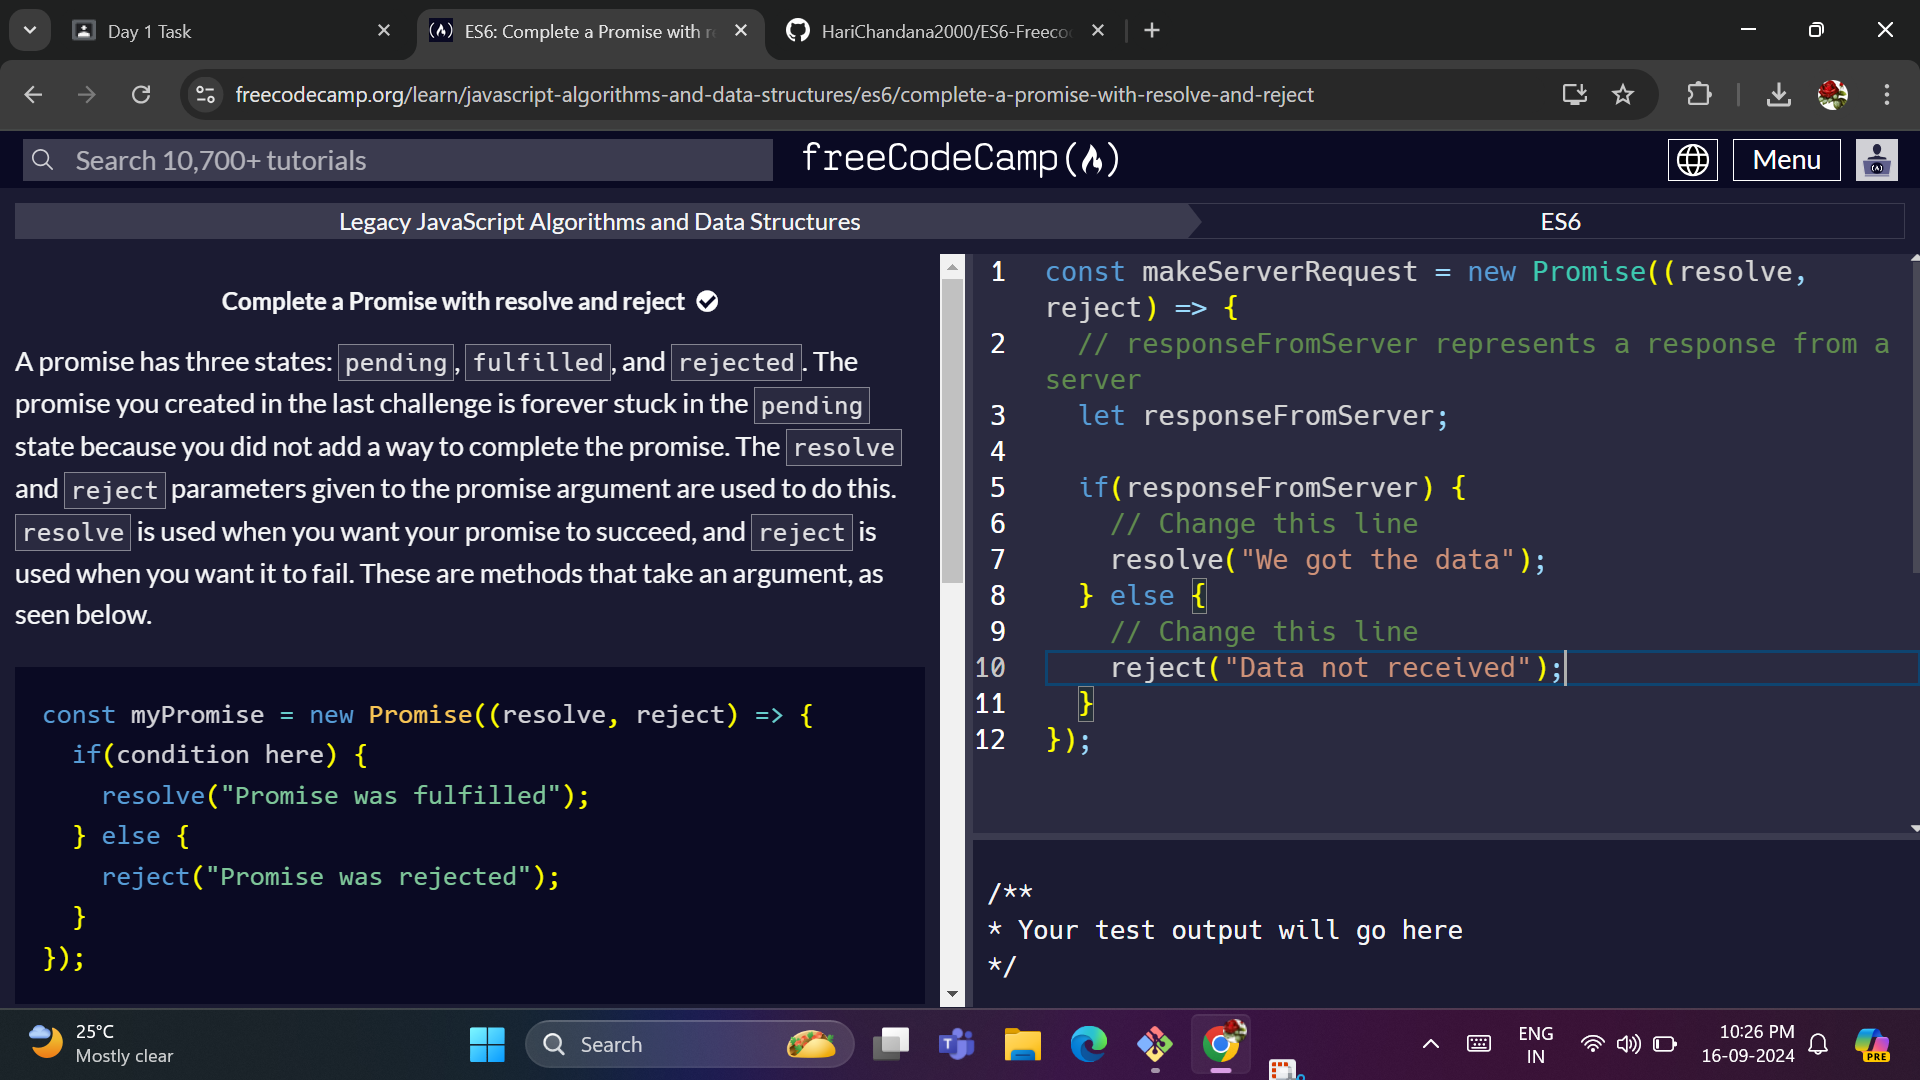 Day 1 Task
ES6: Complete a Promise with r
HariChandana2000/ES6-Freeco
freecodecamp.org/learn/javascript-algorithms-and-data-structures/es6/complete-a-promise-with-resolve-and-reject
Search 10,700+ tutorials
freeCodeCamp(
)
Menu
Legacy JavaScript Algorithms and Data Structures
ES6
Complete a Promise with resolve and reject
A promise has three states: pending, fulfilled, and rejected. The
promise you created in the last challenge is forever stuck in the pending
state because you did not add a way to complete the promise. The resolve
and reject parameters given to the promise argument are used to do this.
resolve is used when you want your promise to succeed, and reject is
used when you want it to fail. These are methods that take an argument, as
seen below.
const myPromise = new Promise((resolve, reject) => {
if(condition here) {
resolve("Promise was fulfilled");
} else {
reject("Promise was rejected");
}
});
1 const makeServerRequest = new Promise((resolve,
reject) => {
2 // responseFromServer represents a response from a
server
3 let responseFromServer;
4
5 if(responseFromServer) {
6 // Change this line
7 resolve("We got the data");
8 } else {
9 // Change this line
10 reject("Data not received");
11 }
12 });
/**
* Your test output will go here
*/
25°C
Mostly clear
Search
ENG
IN
10:26 PM
16-09-2024
PRE